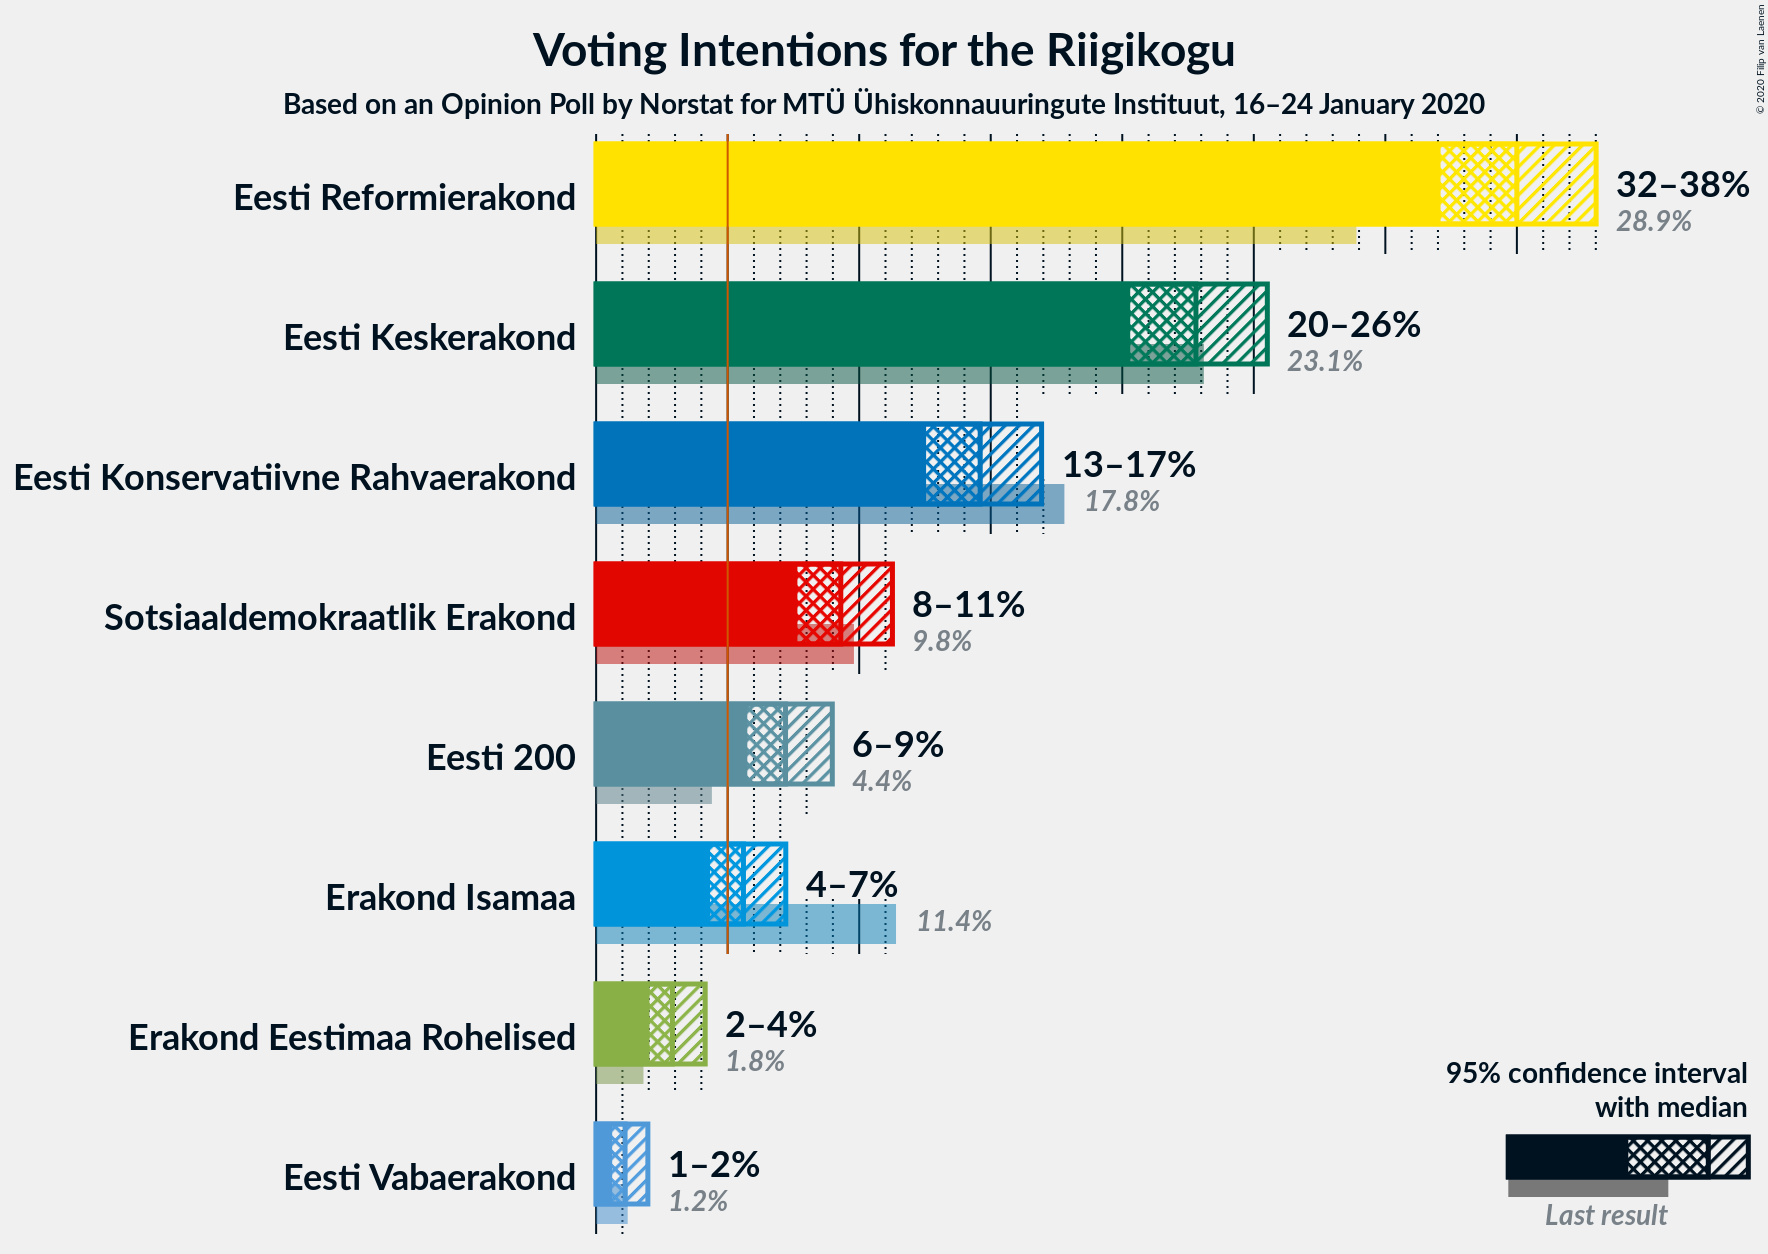 Voting Intentions for the Riigikogu
Based on an Opinion Poll by Norstat for MTÜ Ühiskonnauuringute Instituut, 16–24 January 2020
© 2020 Filip van Laenen
Eesti Reformierakond
32–38%
28.9%
Eesti Keskerakond
20–26%
23.1%
Eesti Konservatiivne Rahvaerakond
13–17%
17.8%
Sotsiaaldemokraatlik Erakond
8–11%
9.8%
Eesti 200
6–9%
4.4%
Erakond Isamaa
4–7%
11.4%
Erakond Eestimaa Rohelised
2–4%
1.8%
Eesti Vabaerakond
1–2%
1.2%
95% confidence interval
with median
Last result